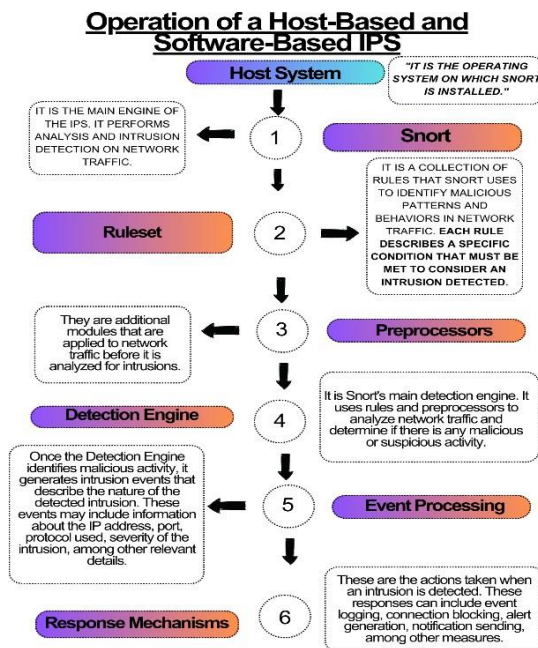 Operation of a Host-Based and
Software-Based IPS
Host System
"IT IS THE OPERATING
SYSTEM ON WHICH SNORT
IS INSTALLED."
IT IS THE MAIN ENGINE OF
THE IPS. IT PERFORMS
ANALYSIS AND INTRUSION
DETECTION ON NETWORK
TRAFFIC.
1
Snort
IT IS A COLLECTION OF
RULES THAT SNORT USES
TO IDENTIFY MALICIOUS
PATTERNS AND
BEHAVIORS IN NETWORK
TRAFFIC. EACH RULE
DESCRIBES A SPECIFIC
CONDITION THAT MUST BE
MET TO CONSIDER AN
INTRUSION DETECTED.
Ruleset
2
They are additional
modules that are
applied to network
traffic before it is
analyzed for intrusions.
3
Preprocessors
Detection Engine
4
It is Snort's main detection engine. It
uses rules and preprocessors to
analyze network traffic and
determine if there is any malicious
or suspicious activity.
Once the Detection Engine
identifies malicious activity, it
generates intrusion events that
describe the nature of the
detected intrusion. These
events may include information
about the IP address, port,
protocol used, severity of the
intrusion, among other relevant
details.
5
Event Processing
Response Mechanisms
6
These are the actions taken when
an intrusion is detected. These
responses can include event
logging, connection blocking, alert
generation, notification sending,
among other measures.